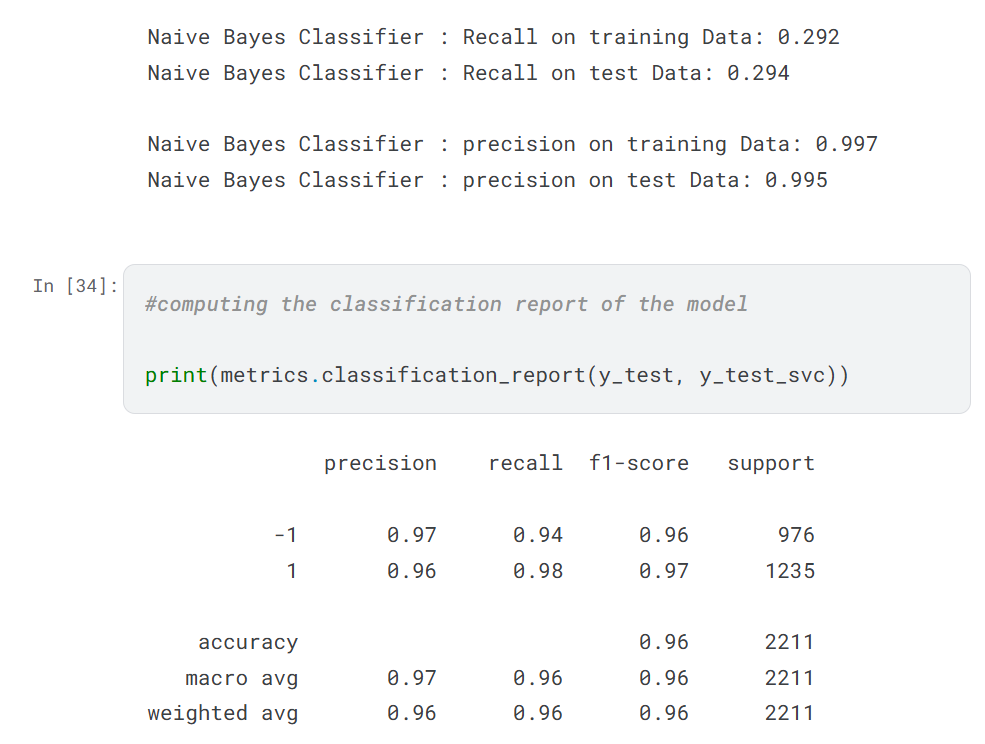 Naive Bayes Classifier : Recall on training Data: 0.292
Naive Bayes Classifier : Recall on test Data: 0.294
Naive Bayes Classifier : precision on training Data: 0.997
Naive Bayes Classifier : precision on test Data: 0.995
In [34]:
#computing the classification report of the model
print(metrics.classification_report(y_test, y_test_svc))
precision recall f1-score support
-1 0.97 0.94 0.96 976
1 0.96 0.98 0.97 1235
accuracy 0.96 2211
macro avg 0.97 0.96 0.96 2211
weighted avg 0.96 0.96 0.96 2211